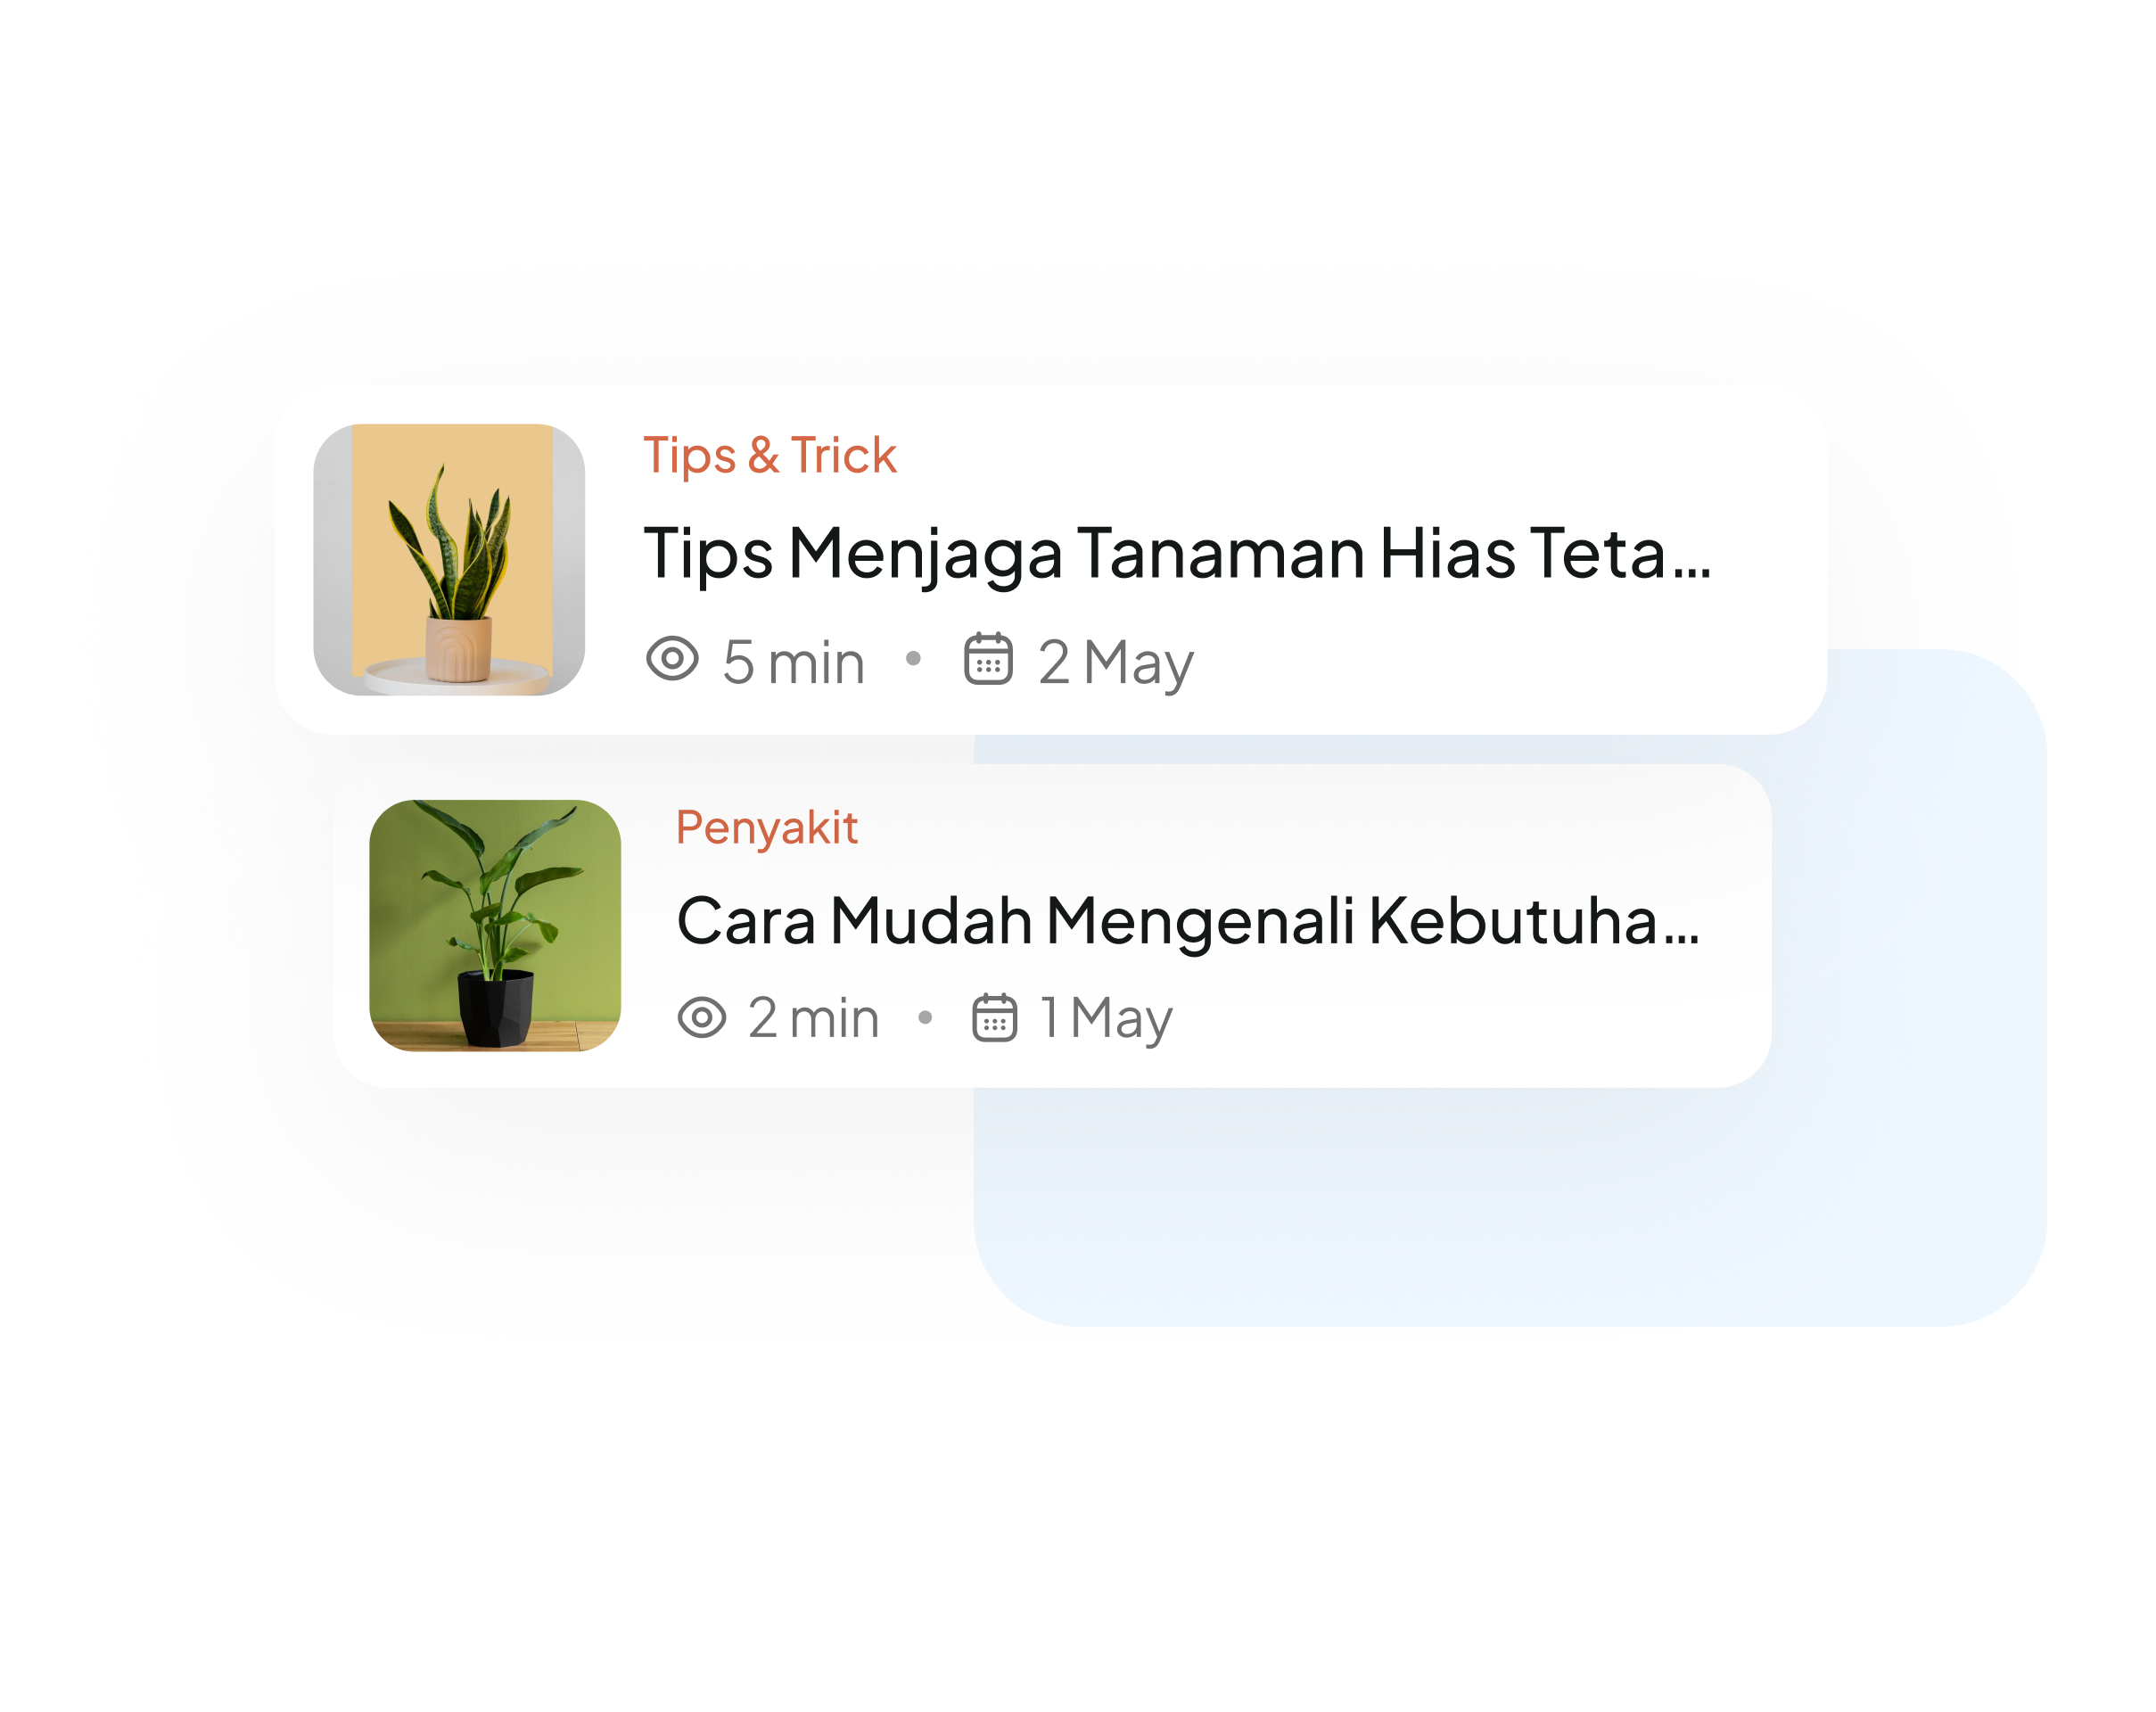 Tips & Trick
Tips Menjaga Tanaman Hias Teta...
5 min • 2 May
Penyakit
Cara Mudah Mengenali Kebutuha...
2 min • 1 May